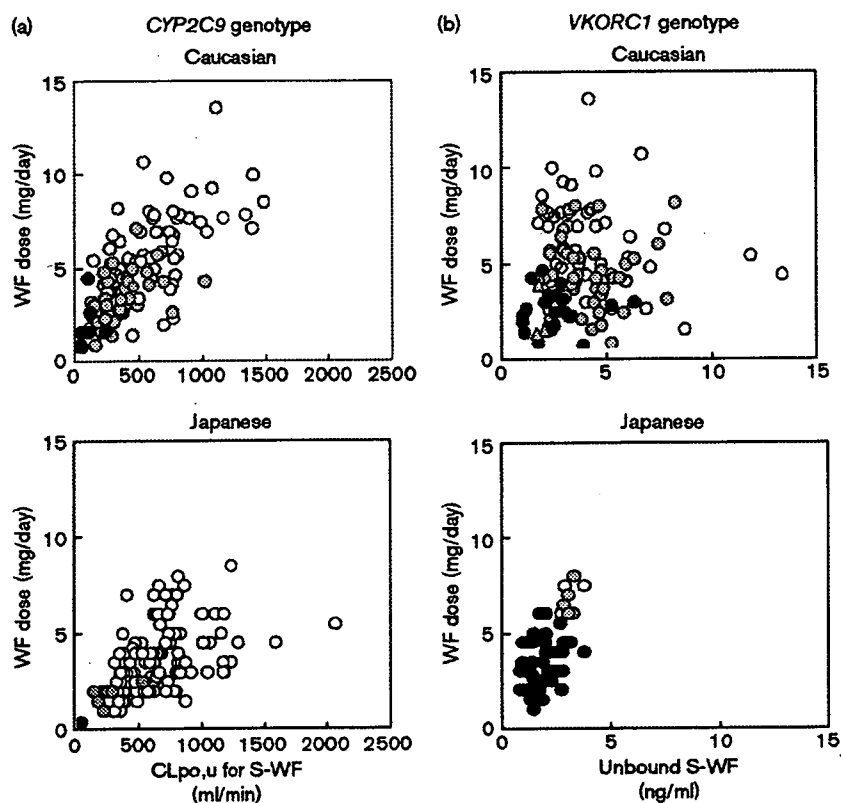 (a)
CYP2C9 genotype
Caucasian
WF dose (mg/day)
15
10
5
0
0 500 1000 1500 2000 2500
Japanese
WF dose (mg/day)
15
10
5
0
0 500 1000 1500 2000 2500
CLpo,u for S-WF
(ml/min)
(b)
VKORC1 genotype
Caucasian
WF dose (mg/day)
15
10
5
0
0 5 10 15
Japanese
WF dose (mg/day)
15
10
5
0
0 5 10 15
Unbound S-WF
(ng/ml)